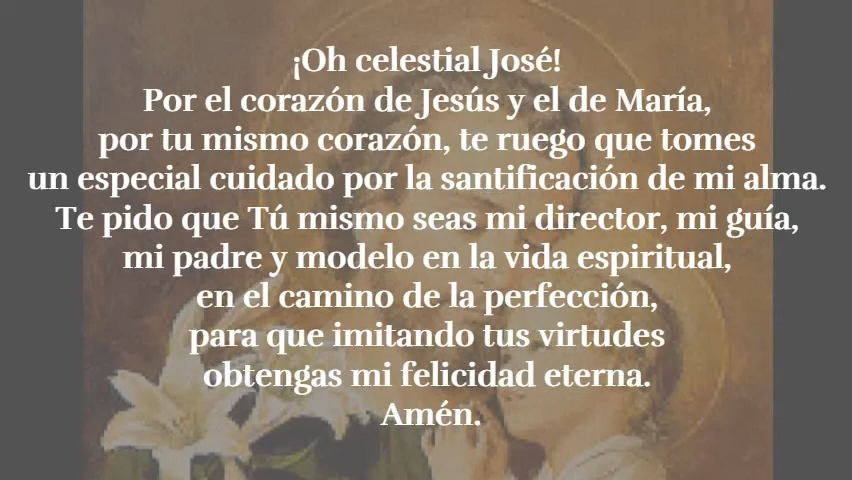 ¡Oh celestial José!
Por el corazón de Jesús y el de María,
por tu mismo corazón, te ruego que tomes
un especial cuidado por la santificación de mi alma.
Te pido que Tú mismo seas mi director, mi guía,
mi padre y modelo en la vida espiritual,
en el camino de la perfección,
para que imitando tus virtudes
obtengas mi felicidad eterna.
Amén.